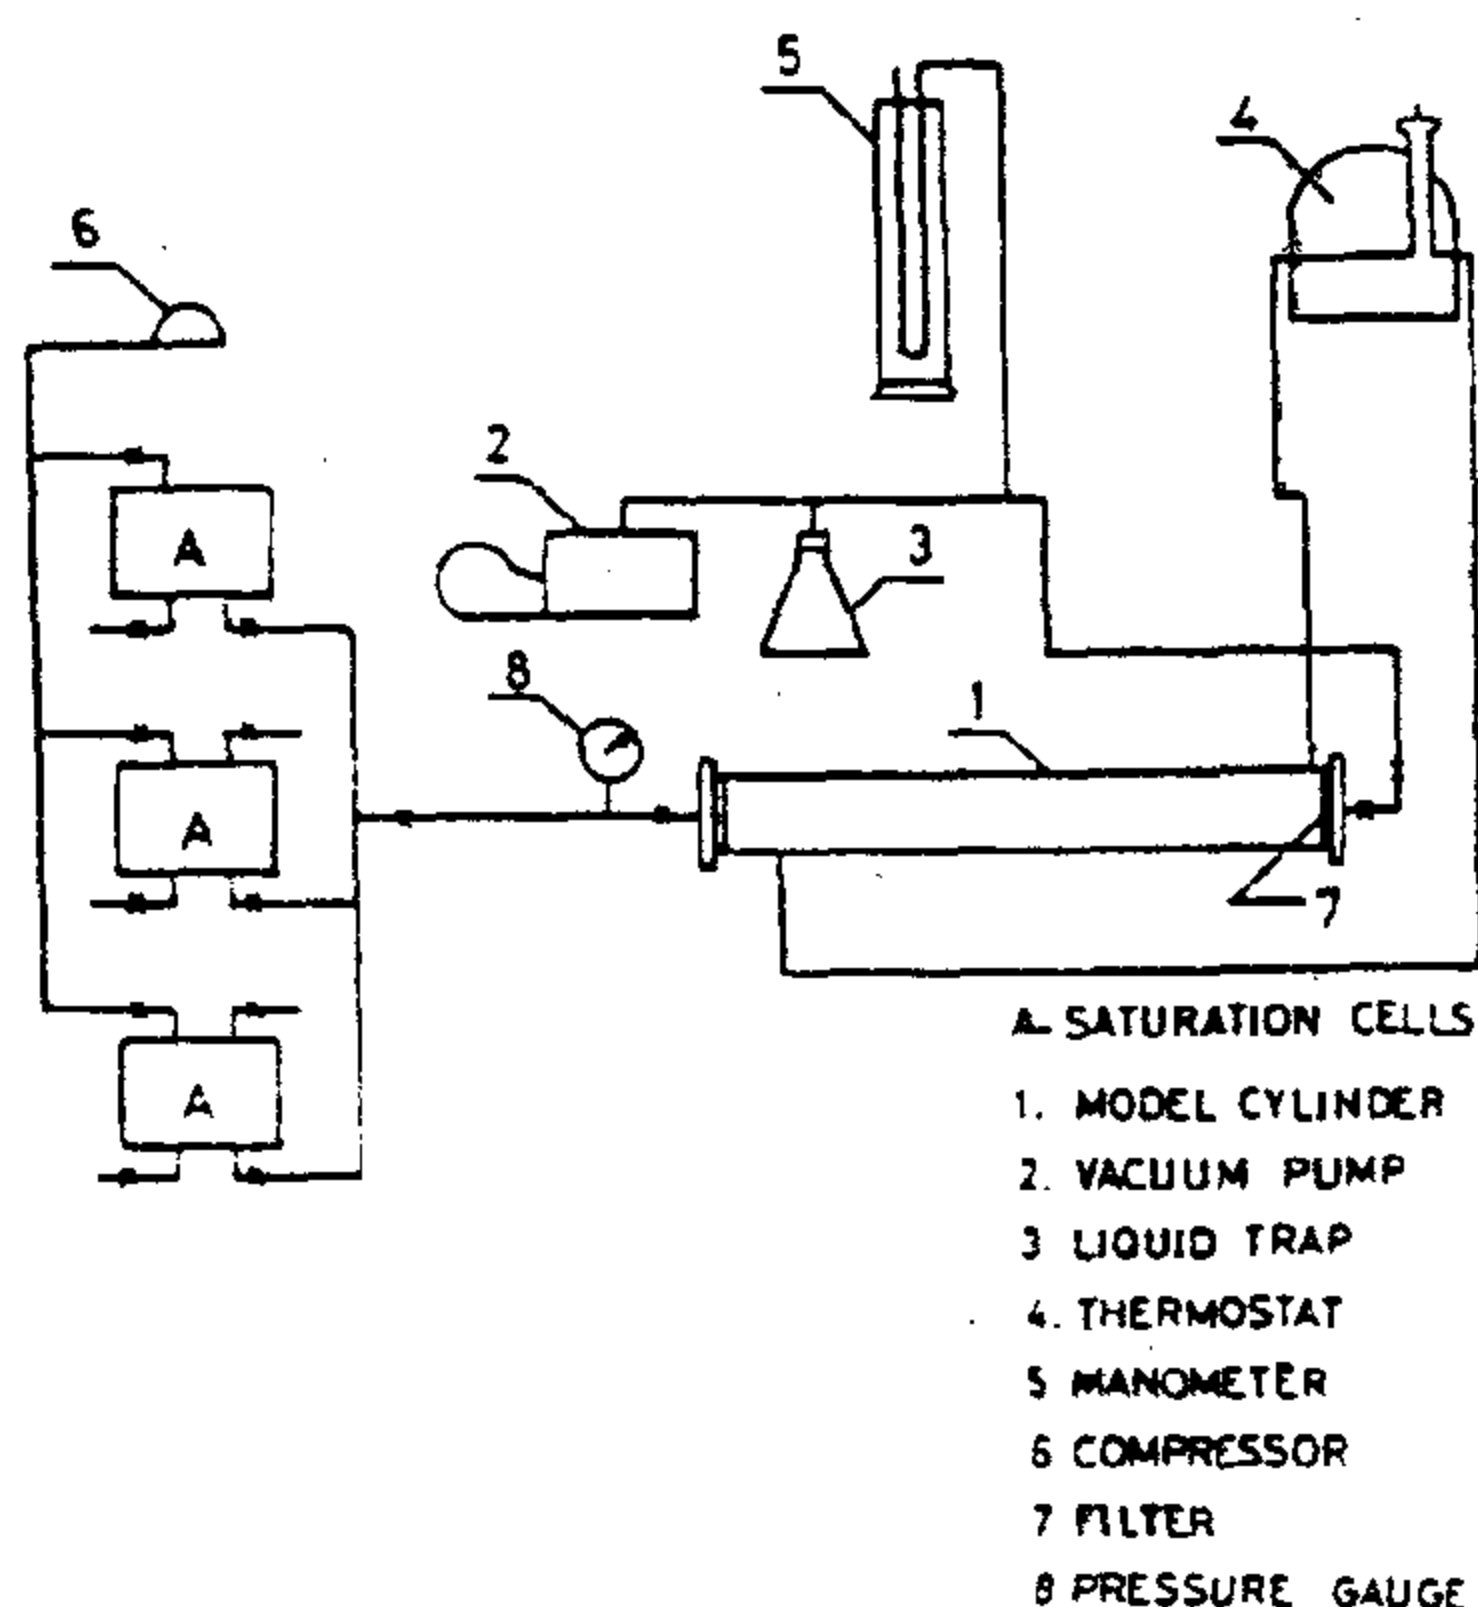 5
4
6
2
3
A
8
1
A
7
A- SATURATION CELLS
A
1. MODEL CYLINDER
2. VACUUM PUMP
3 LIQUID TRAP
4. THERMOSTAT
5 MANOMETER
6 COMPRESSOR
7 FILTER
8 PRESSURE GAUGE